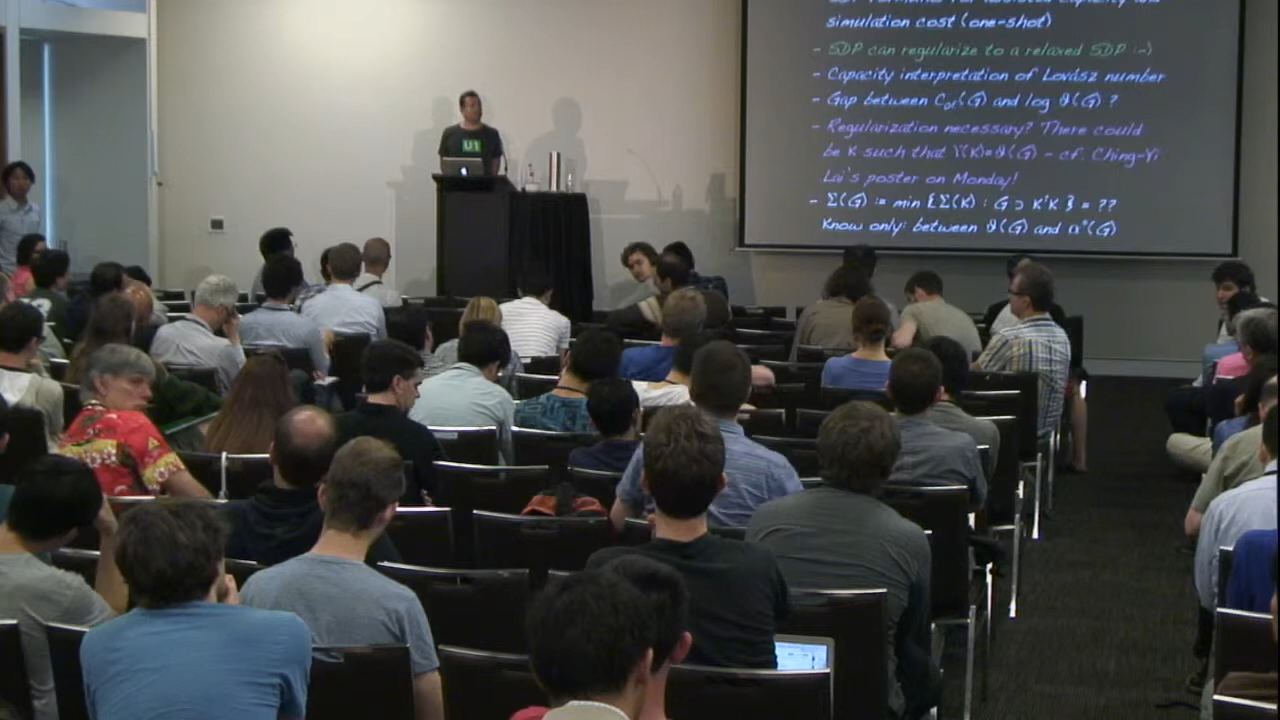 simulation cost (one-shot)
- SDP can regularize to a relaxed SDP :-)
- Capacity interpretation of Lovász number
- Gap between C₀ₑ(G) and log ϑ(G) ?
- Regularization necessary? There could
be K such that Υ(K)=ϑ(G) - cf. Ching-Yi
Lai's poster on Monday!
- Σ(G) := min {Σ(K) : G ⊃ K†K } = ??
Know only: between ϑ(G) and α*(G)
U1